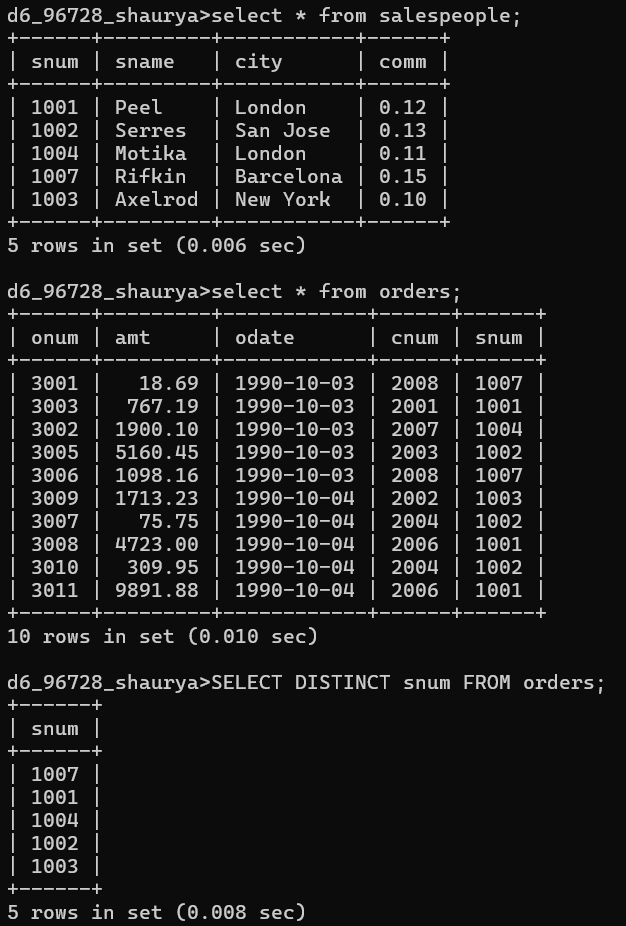 d6_96728_shaurya>select * from salespeople;
+------+---------+-----------+------+
| snum | sname   | city      | comm |
+------+---------+-----------+------+
| 1001 | Peel    | London    | 0.12 |
| 1002 | Serres  | San Jose  | 0.13 |
| 1004 | Motika  | London    | 0.11 |
| 1007 | Rifkin  | Barcelona | 0.15 |
| 1003 | Axelrod | New York  | 0.10 |
+------+---------+-----------+------+
5 rows in set (0.006 sec)

d6_96728_shaurya>select * from orders;
+------+---------+------------+------+------+
| onum | amt     | odate      | cnum | snum |
+------+---------+------------+------+------+
| 3001 |   18.69 | 1990-10-03 | 2008 | 1007 |
| 3003 |  767.19 | 1990-10-03 | 2001 | 1001 |
| 3002 | 1900.10 | 1990-10-03 | 2007 | 1004 |
| 3005 | 5160.45 | 1990-10-03 | 2003 | 1002 |
| 3006 | 1098.16 | 1990-10-03 | 2008 | 1007 |
| 3009 | 1713.23 | 1990-10-04 | 2002 | 1003 |
| 3007 |   75.75 | 1990-10-04 | 2004 | 1002 |
| 3008 | 4723.00 | 1990-10-04 | 2006 | 1001 |
| 3010 |  309.95 | 1990-10-04 | 2004 | 1002 |
| 3011 | 9891.88 | 1990-10-04 | 2006 | 1001 |
+------+---------+------------+------+------+
10 rows in set (0.010 sec)

d6_96728_shaurya>SELECT DISTINCT snum FROM orders;
+------+
| snum |
+------+
| 1007 |
| 1001 |
| 1004 |
| 1002 |
| 1003 |
+------+
5 rows in set (0.008 sec)